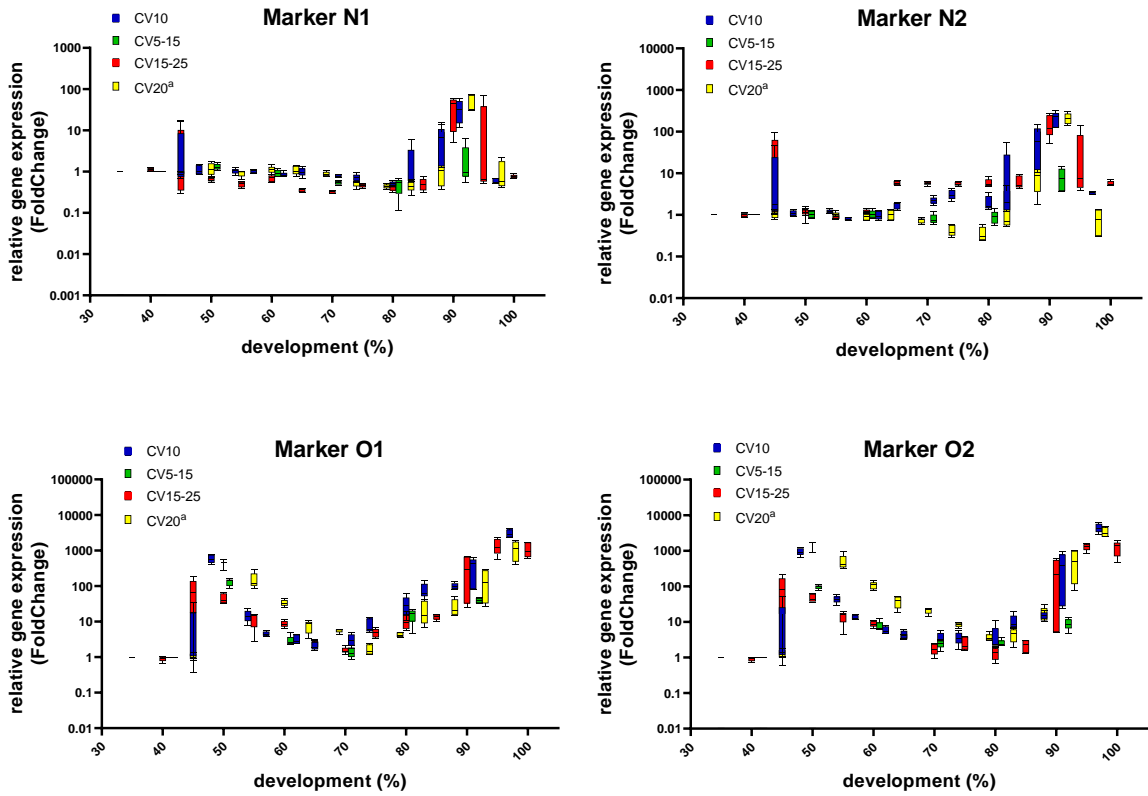 Marker N1
CV10
CV5-15
CV15-25
CV20a
relative gene expression
(FoldChange)
1000
100
10
1
0.1
0.01
0.001
30 40 50 60 70 80 90 100
development (%)
Marker N2
CV10
CV5-15
CV15-25
CV20a
relative gene expression
(FoldChange)
10000
1000
100
10
1
0.1
0.01
30 40 50 60 70 80 90 100
development (%)
Marker O1
CV10
CV5-15
CV15-25
CV20a
relative gene expression
(FoldChange)
100000
10000
1000
100
10
1
0.1
0.01
30 40 50 60 70 80 90 100
development (%)
Marker O2
CV10
CV5-15
CV15-25
CV20a
relative gene expression
(FoldChange)
100000
10000
1000
100
10
1
0.1
0.01
30 40 50 60 70 80 90 100
development (%)